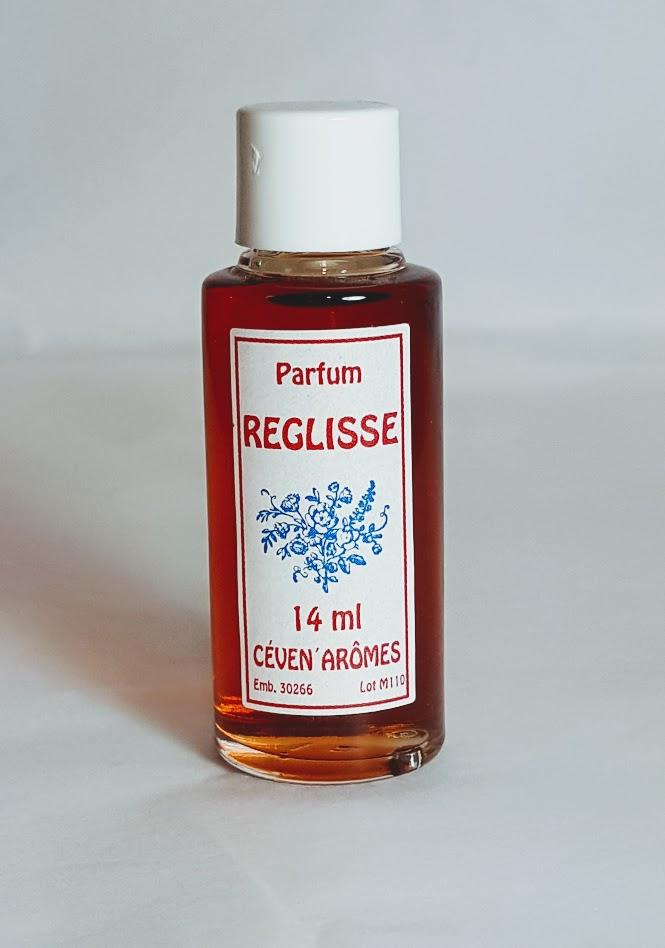 Parfum
REGLISSE
14 ml
CÉVEN'ARÔMES
Emb. 30266 Lot M110